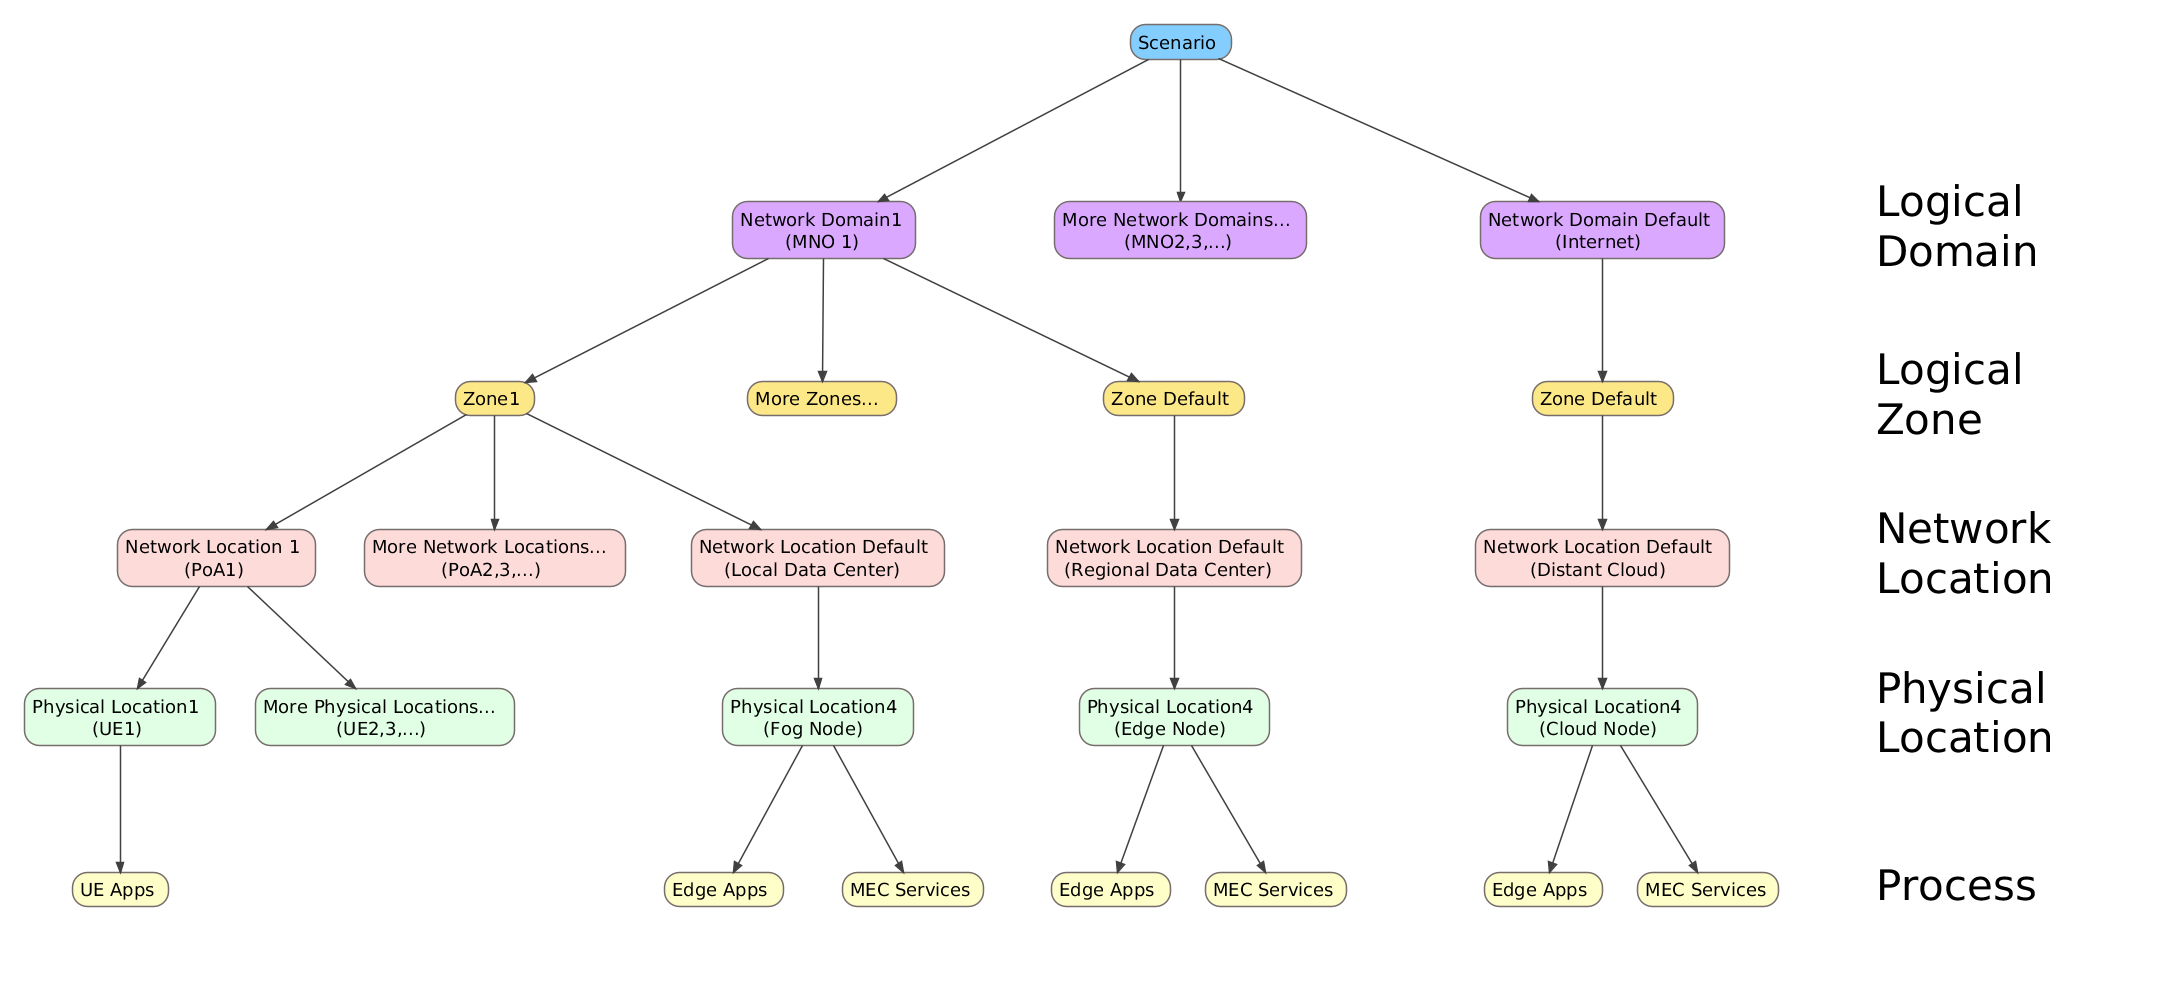 Scenario
Network Domain1
(MNO 1)
More Network Domains...
(MNO2,3,...)
Network Domain Default
(Internet)
Logical
Domain
Zone1
More Zones...
Zone Default
Zone Default
Logical
Zone
Network Location 1
(PoA1)
More Network Locations...
(PoA2,3,...)
Network Location Default
(Local Data Center)
Network Location Default
(Regional Data Center)
Network Location Default
(Distant Cloud)
Network
Location
Physical Location1
(UE1)
More Physical Locations...
(UE2,3,...)
Physical Location4
(Fog Node)
Physical Location4
(Edge Node)
Physical Location4
(Cloud Node)
Physical
Location
UE Apps
Edge Apps
MEC Services
Edge Apps
MEC Services
Edge Apps
MEC Services
Process